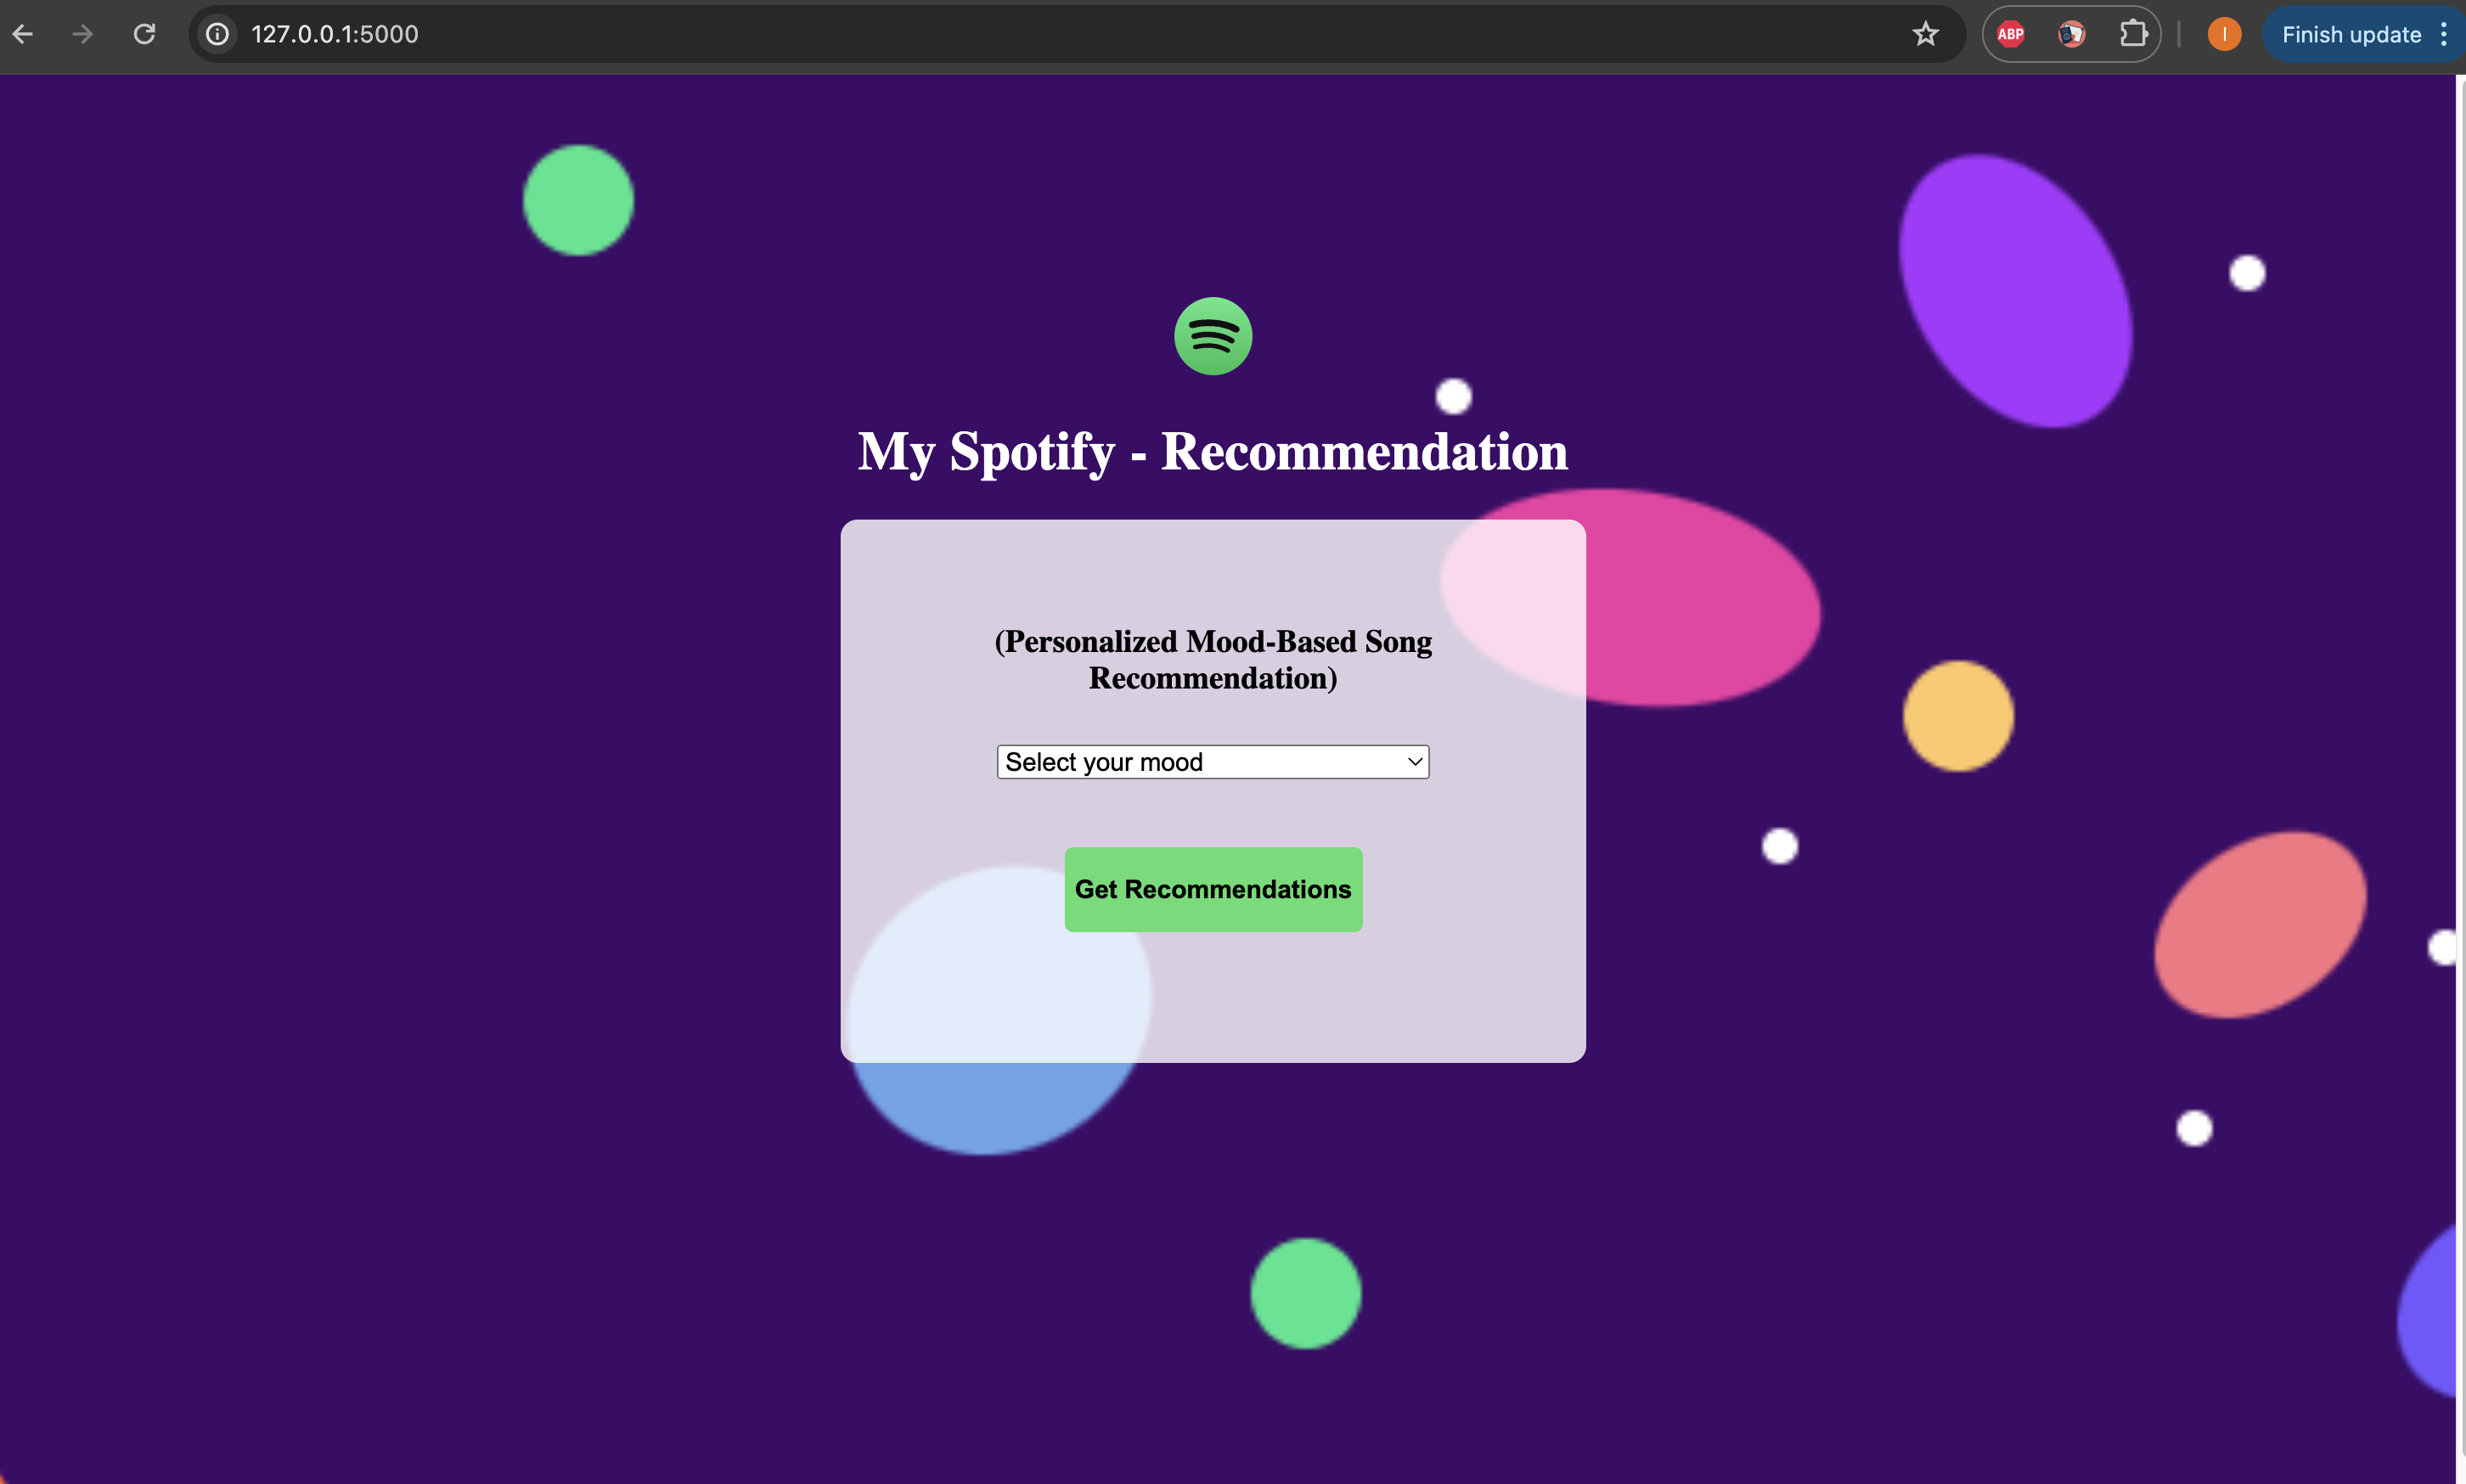 127.0.0.1:5000
ABP
I
Finish update
My Spotify - Recommendation
(Personalized Mood-Based Song
Recommendation)
Select your mood
Get Recommendations